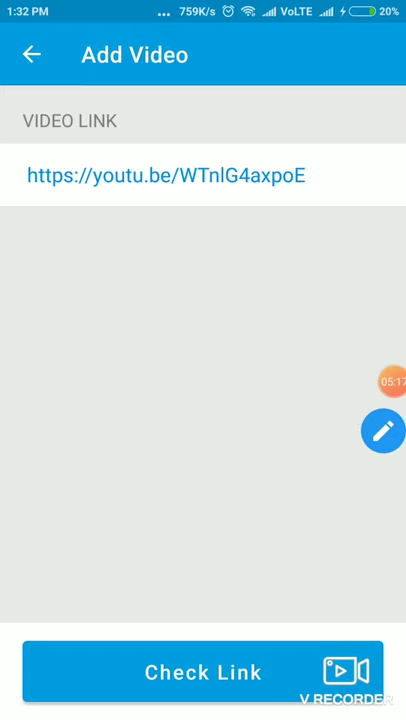 1:32 PM ... 759K/s VoLTE 20%
Add Video
VIDEO LINK
https://youtu.be/WTnlG4axpoE
05:17
Check Link
V RECORDER